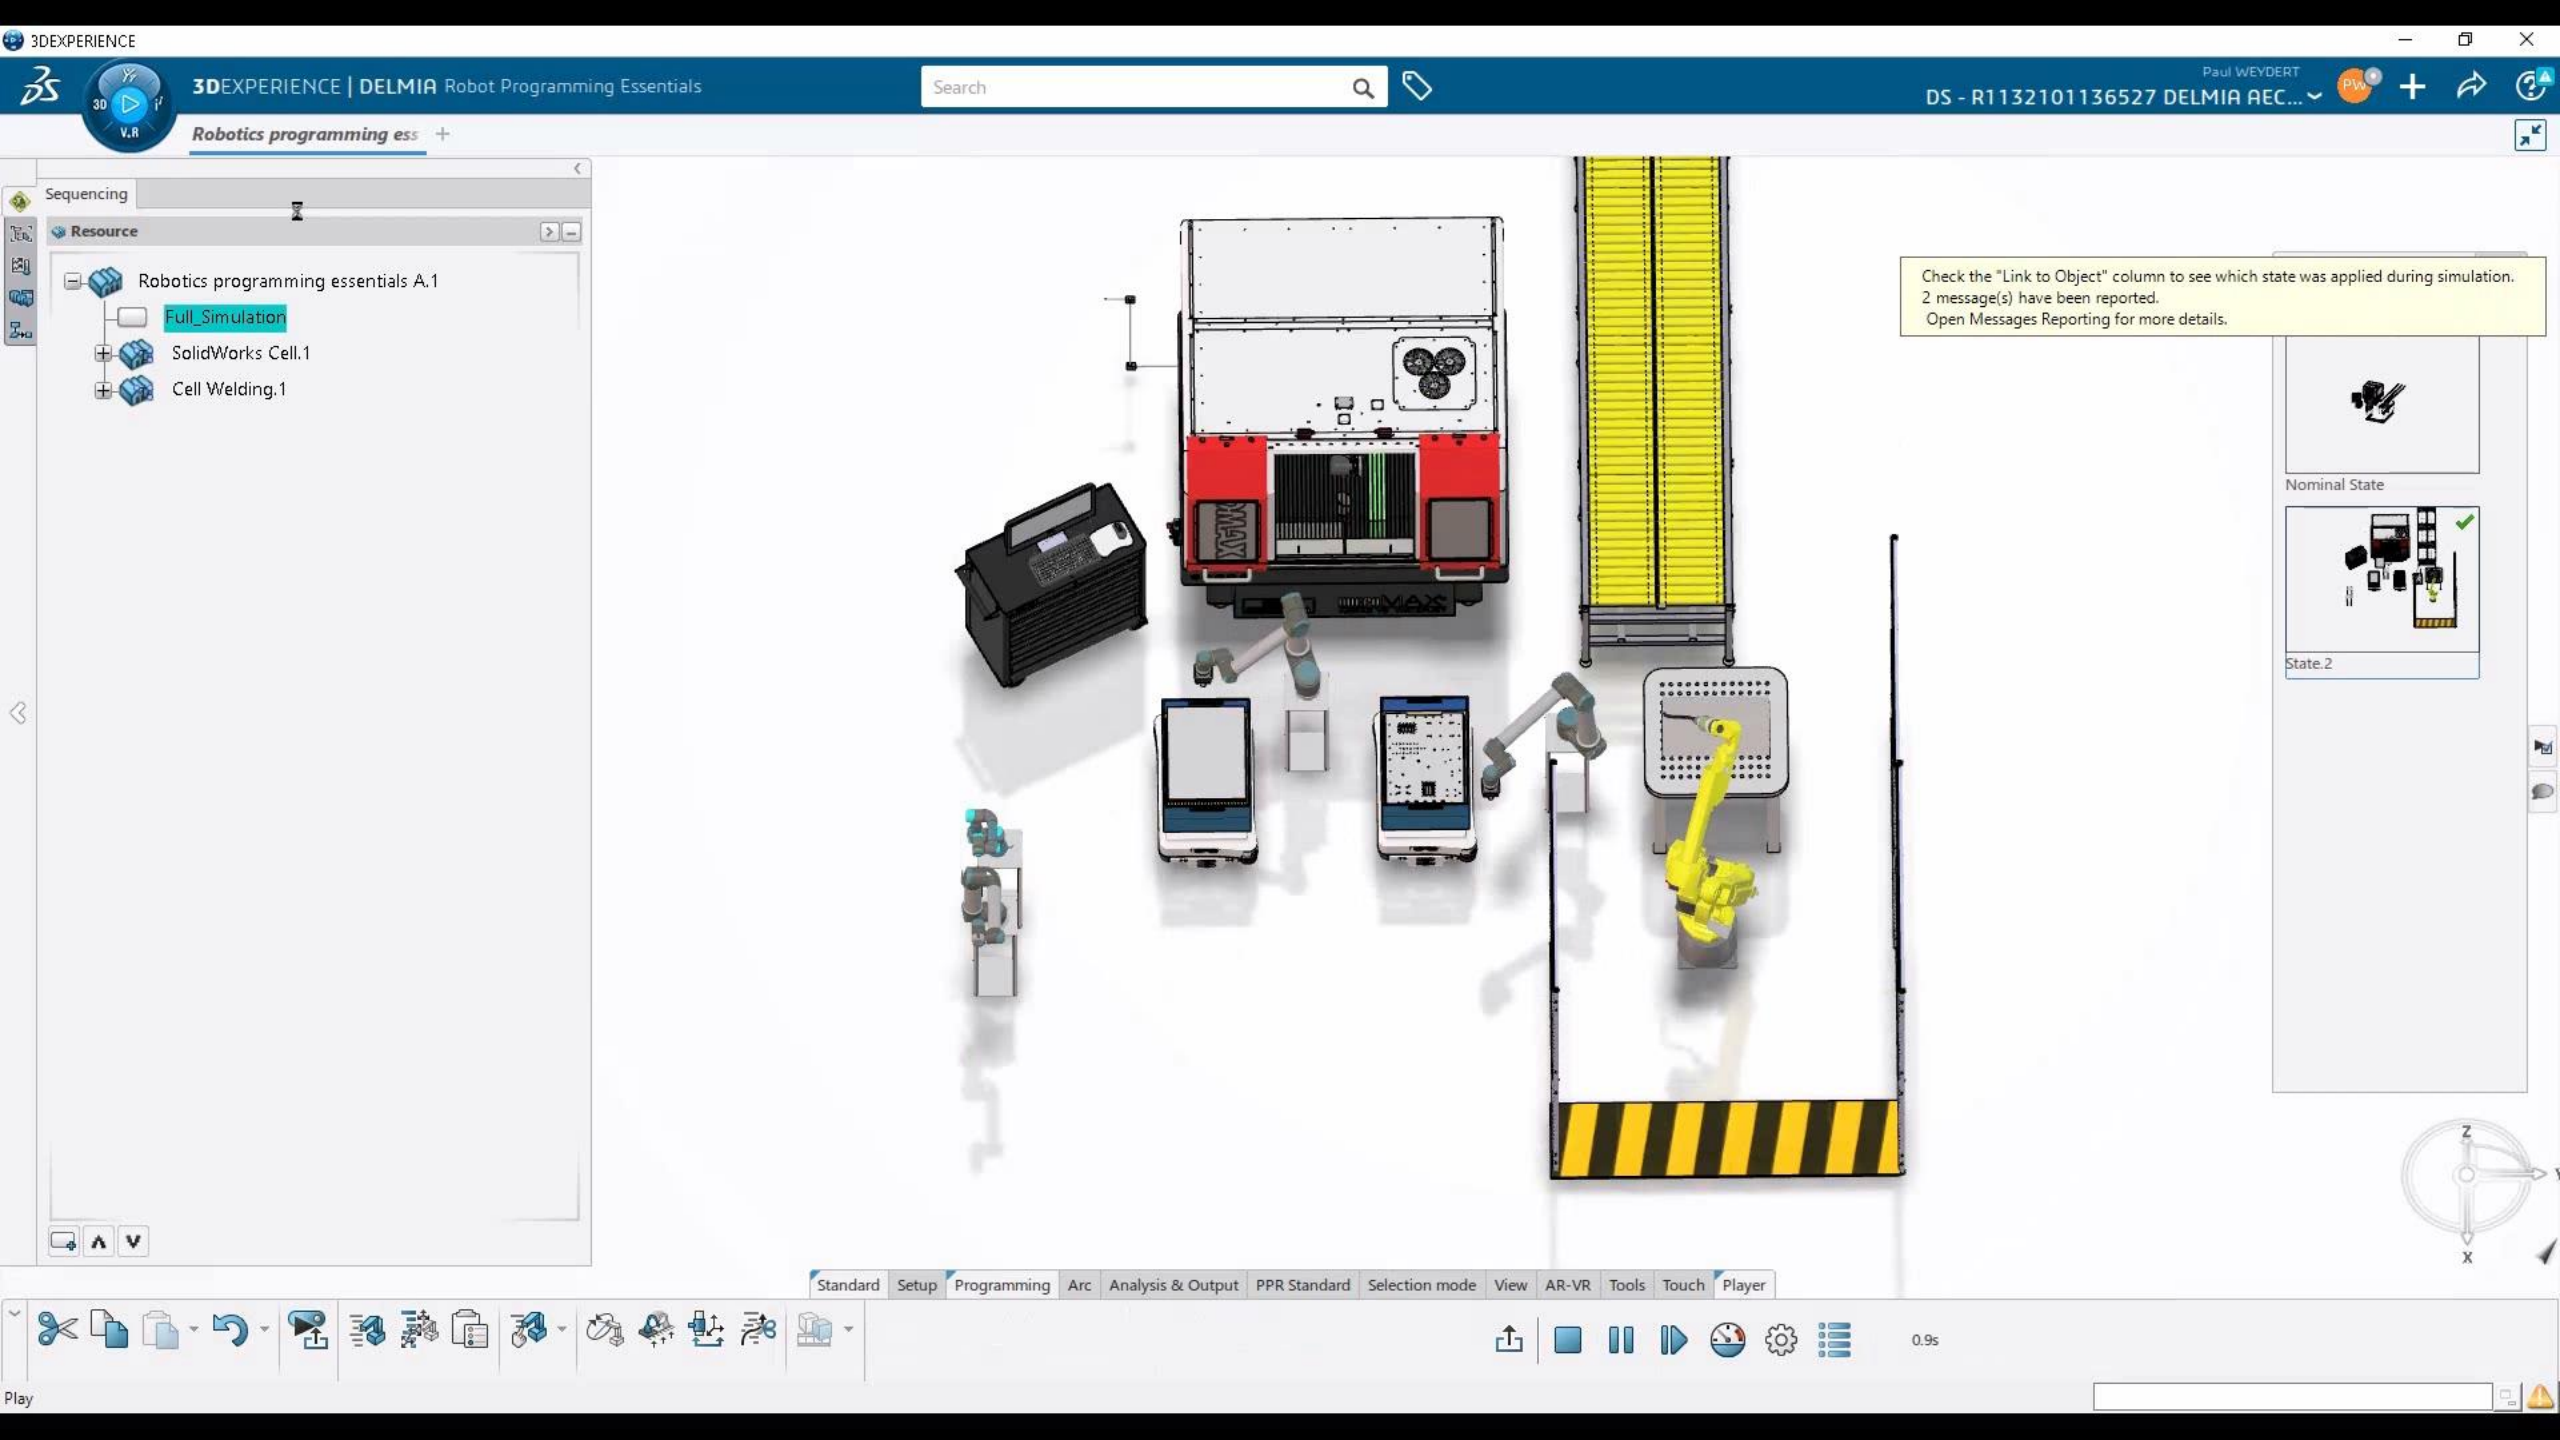 3DEXPERIENCE
3DEXPERIENCE | DELMIA Robot Programming Essentials
Search
Paul WEYDERT
DS - R1132101136527 DELMIA AEC...
PW
3D
V.R
Robotics programming ess
Sequencing
Resource
Robotics programming essentials A.1
Full_Simulation
SolidWorks Cell.1
Cell Welding.1
Check the "Link to Object" column to see which state was applied during simulation.
2 message(s) have been reported.
Open Messages Reporting for more details.
Nominal State
State.2
Z
Y
X
Standard
Setup
Programming
Arc
Analysis & Output
PPR Standard
Selection mode
View
AR-VR
Tools
Touch
Player
0.9s
Play